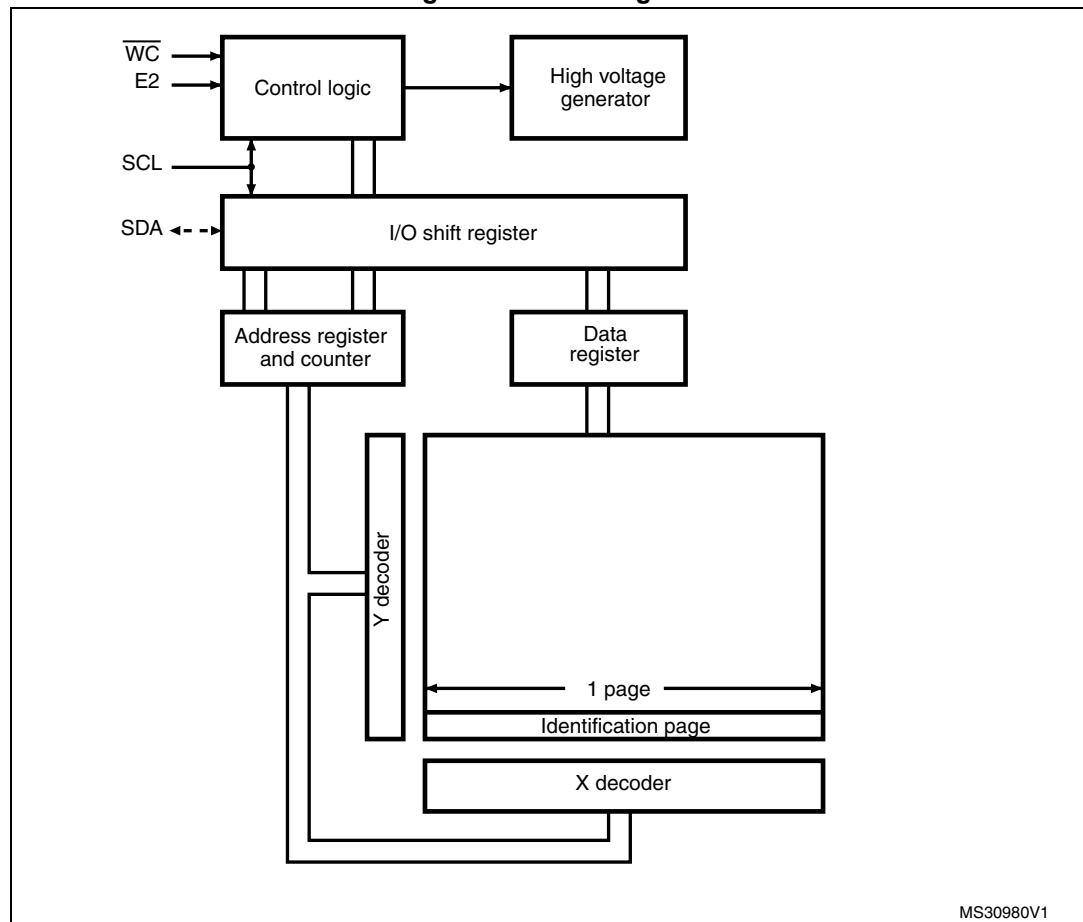 WC
E2
Control logic
High voltage
generator
SCL
SDA
I/O shift register
Address register
and counter
Data
register
Y decoder
1 page
Identification page
X decoder
MS30980V1